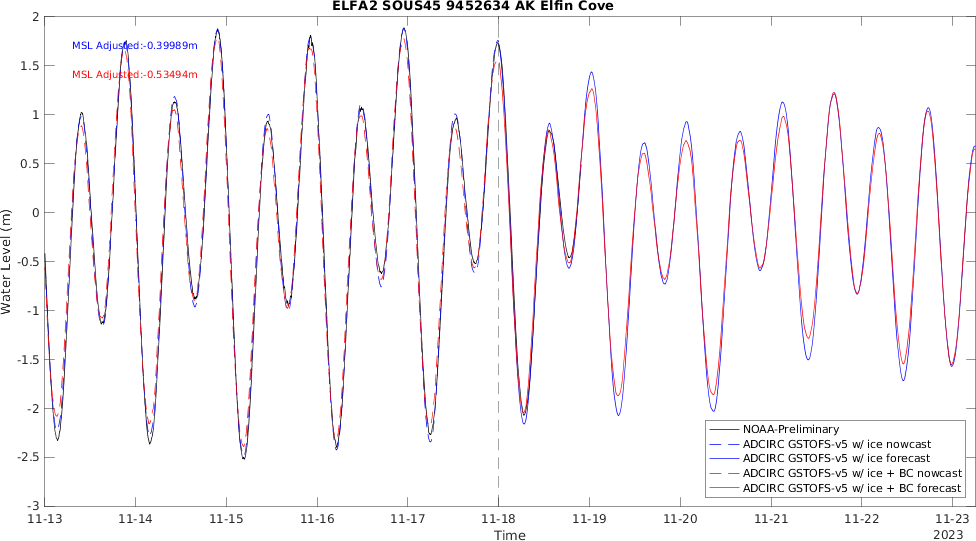 ELFA2 SOUS45 9452634 AK Elfin Cove
MSL Adjusted:-0.39989m
MSL Adjusted:-0.53494m
Water Level (m)
2
1.5
1
0.5
0
-0.5
-1
-1.5
-2
-2.5
-3
NOAA-Preliminary
ADCIRC GSTOFS-v5 w/ ice nowcast
ADCIRC GSTOFS-v5 w/ ice forecast
ADCIRC GSTOFS-v5 w/ ice + BC nowcast
ADCIRC GSTOFS-v5 w/ ice + BC forecast
11-13 11-14 11-15 11-16 11-17 11-18 11-19 11-20 11-21 11-22 11-23
Time
2023